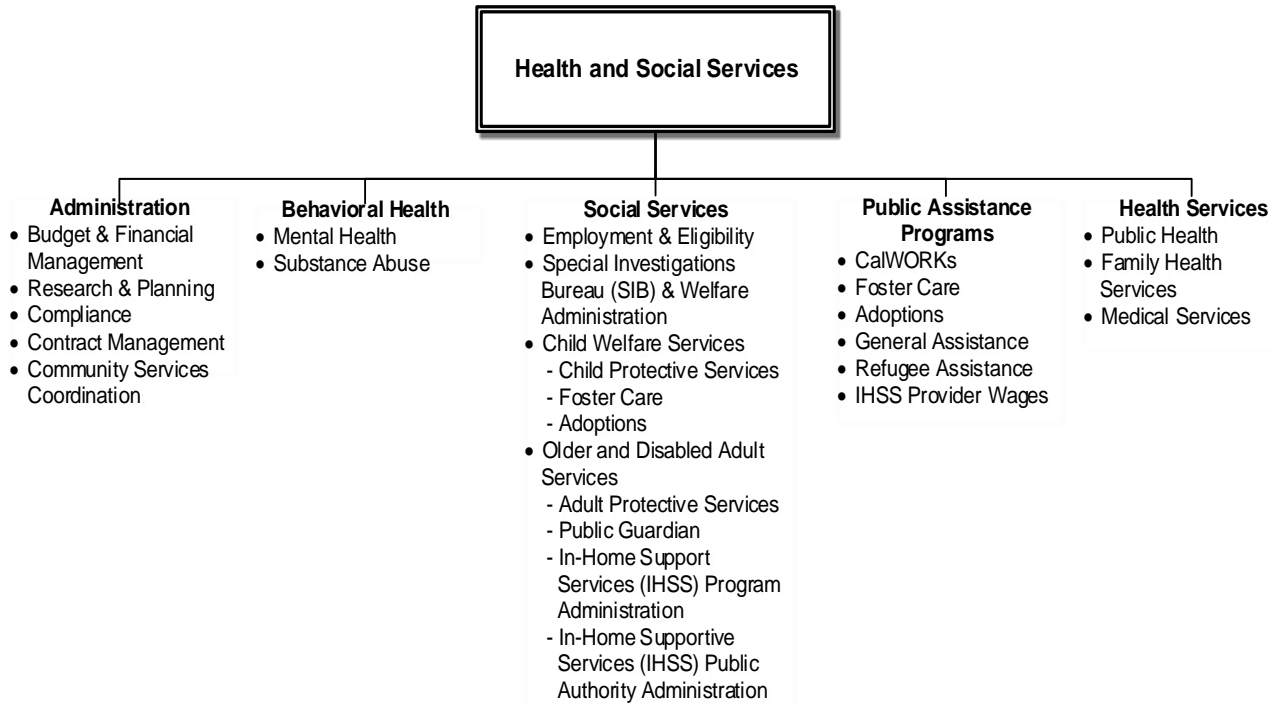 Health and Social Services
Administration
• Budget & Financial
Management
• Research & Planning
• Compliance
• Contract Management
• Community Services
Coordination
Behavioral Health
• Mental Health
• Substance Abuse
Social Services
• Employment & Eligibility
• Special Investigations
Bureau (SIB) & Welfare
Administration
• Child Welfare Services
- Child Protective Services
- Foster Care
- Adoptions
• Older and Disabled Adult
Services
- Adult Protective Services
- Public Guardian
- In-Home Support
Services (IHSS) Program
Administration
- In-Home Supportive
Services (IHSS) Public
Authority Administration
Public Assistance
Programs
• CalWORKs
• Foster Care
• Adoptions
• General Assistance
• Refugee Assistance
• IHSS Provider Wages
Health Services
• Public Health
• Family Health
Services
• Medical Services